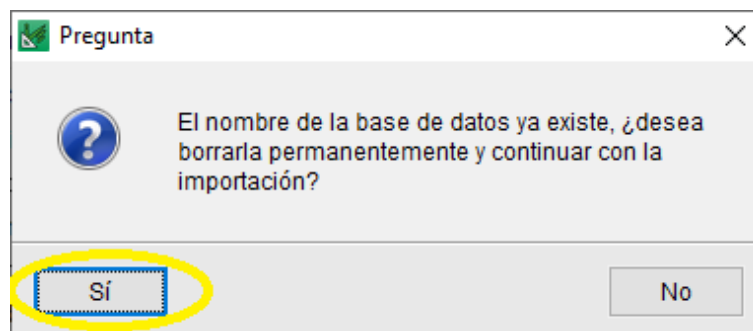 Pregunta
El nombre de la base de datos ya existe, ¿desea
borrarla permanentemente y continuar con la
importación?
Sí
No